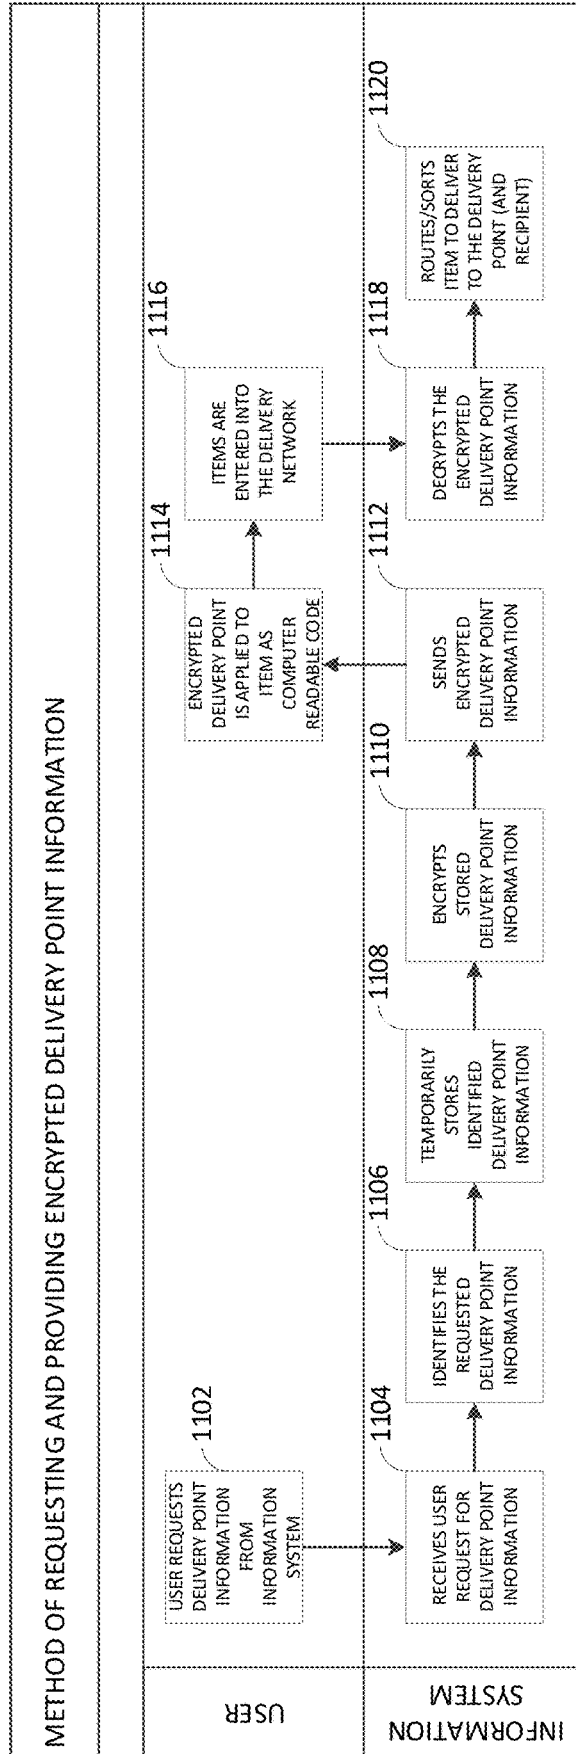 METHOD OF REQUESTING AND PROVIDING ENCRYPTED DELIVERY POINT INFORMATION
USER
1102
USER REQUESTS
DELIVERY POINT
INFORMATION
FROM
INFORMATION
SYSTEM
1114
ENCRYPTED
DELIVERY POINT
IS APPLIED TO
ITEM AS
COMPUTER
READABLE CODE
1116
ITEMS ARE
ENTERED INTO
THE DELIVERY
NETWORK
INFORMATION
SYSTEM
1104
RECEIVES USER
REQUEST FOR
DELIVERY POINT
INFORMATION
1106
IDENTIFIES THE
REQUESTED
DELIVERY POINT
INFORMATION
1108
TEMPORARILY
STORES
IDENTIFIED
DELIVERY POINT
INFORMATION
1110
ENCRYPTS
STORED
DELIVERY POINT
INFORMATION
1112
SENDS
ENCRYPTED
DELIVERY POINT
INFORMATION
1118
DECRYPTS THE
ENCRYPTED
DELIVERY POINT
INFORMATION
1120
ROUTES/SORTS
ITEM TO DELIVER
TO THE DELIVERY
POINT (AND
RECIPIENT)